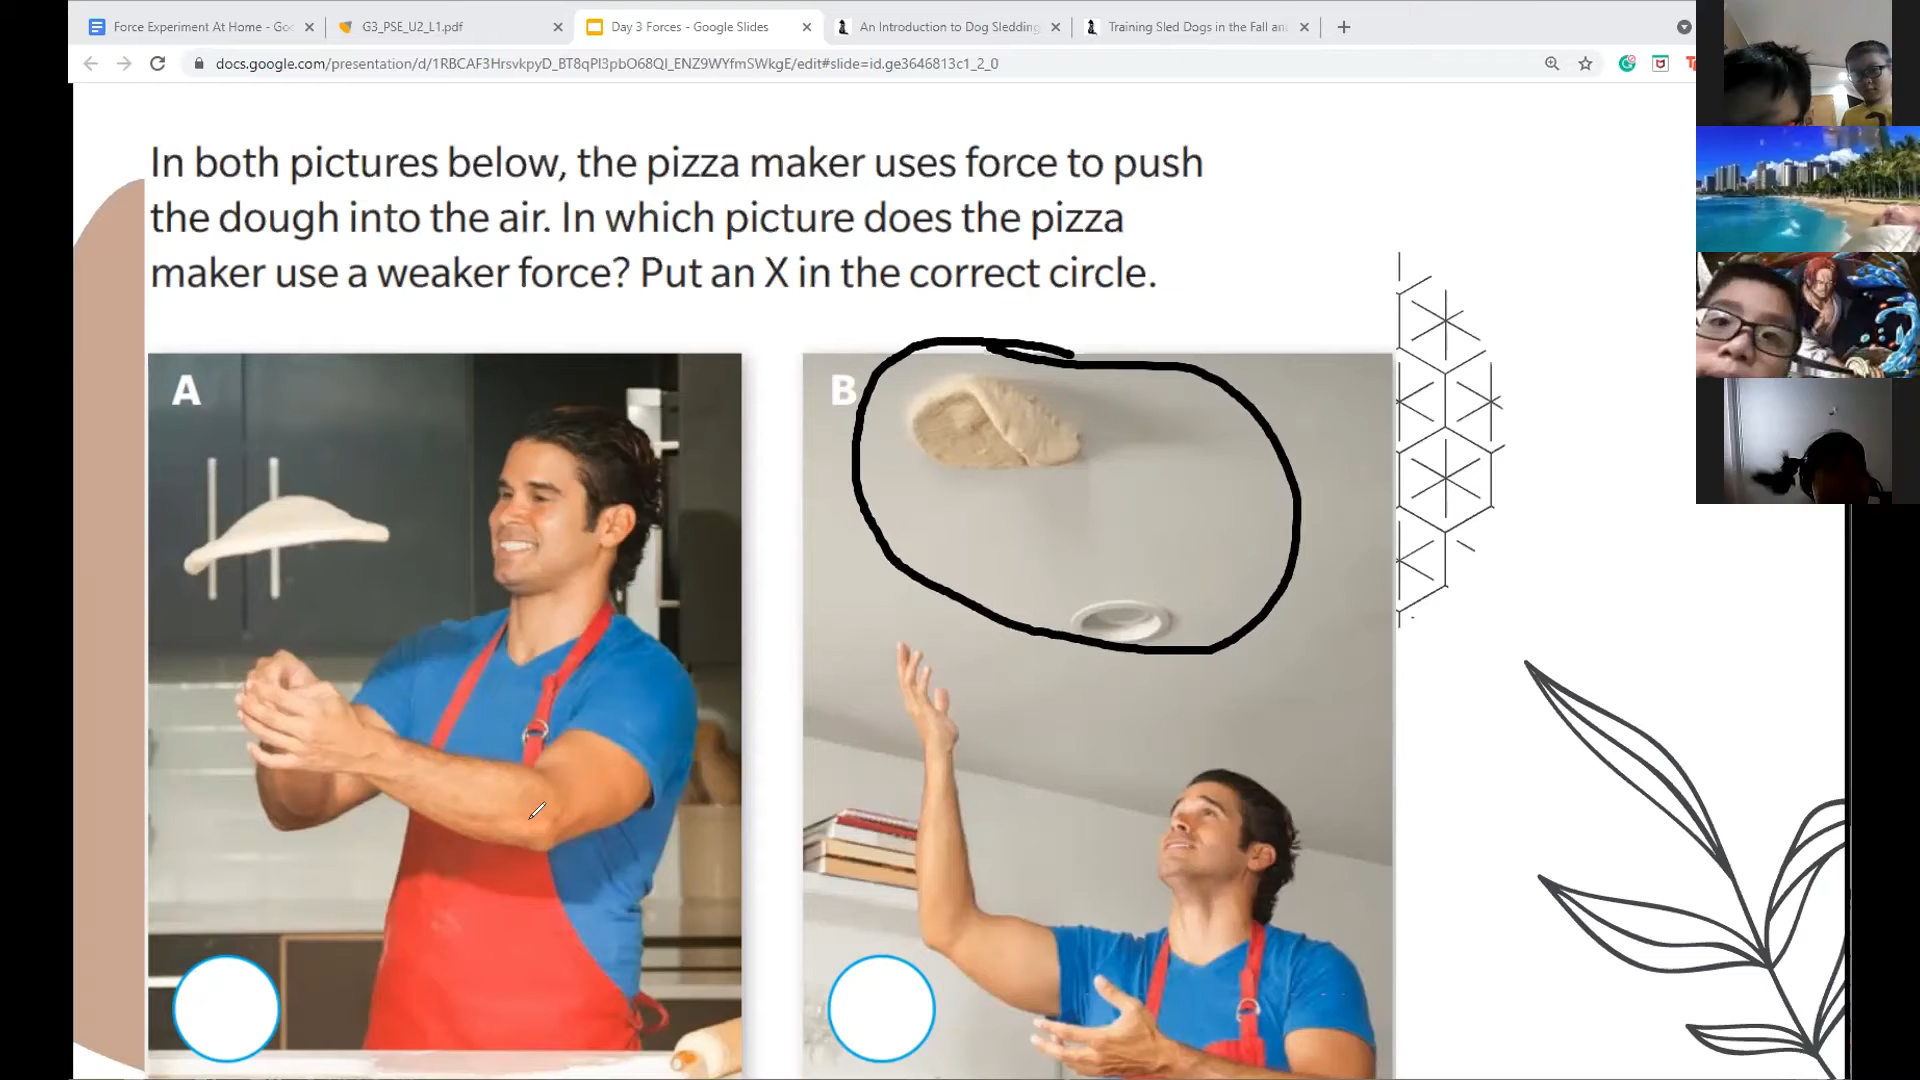 Force Experiment At Home - Goo
G3_PSE_U2_L1.pdf
Day 3 Forces - Google Slides
An Introduction to Dog Sledding
Training Sled Dogs in the Fall an
docs.google.com/presentation/d/1RBCAF3HrsvkpyD_BT8qPl3pbO68Ql_ENZ9WYfmSWkgE/edit#slide=id.ge3646813c1_2_0
In both pictures below, the pizza maker uses force to push
the dough into the air. In which picture does the pizza
maker use a weaker force? Put an X in the correct circle.
A
B